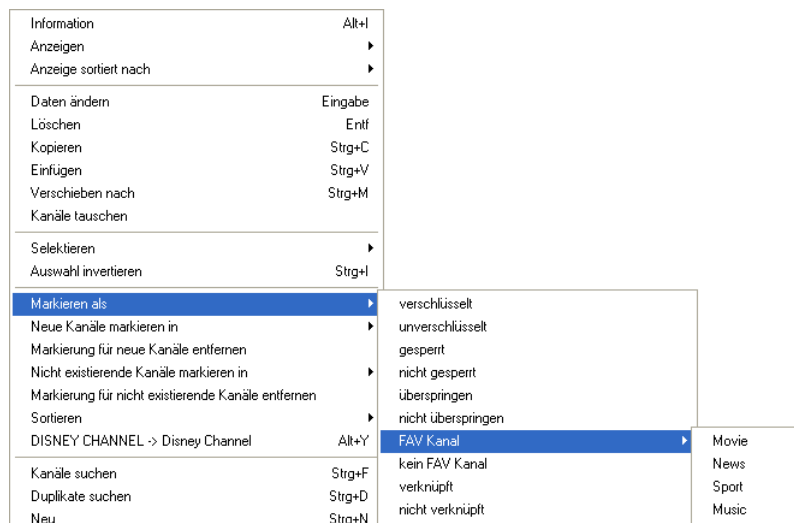 Information Alt+I
Anzeigen
Anzeige sortiert nach
Daten ändern Eingabe
Löschen Entf
Kopieren Strg+C
Einfügen Strg+V
Verschieben nach Strg+M
Kanäle tauschen
Selektieren
Auswahl invertieren Strg+I
Markieren als
Neue Kanäle markieren in
Markierung für neue Kanäle entfernen
Nicht existierende Kanäle markieren in
Markierung für nicht existierende Kanäle entfernen
Sortieren
DISNEY CHANNEL -> Disney Channel Alt+Y
Kanäle suchen Strg+F
Duplikate suchen Strg+D
Neu Strg+N
verschlüsselt
unverschlüsselt
gesperrt
nicht gesperrt
überspringen
nicht überspringen
FAV Kanal
kein FAV Kanal
verknüpft
nicht verknüpft
Movie
News
Sport
Music